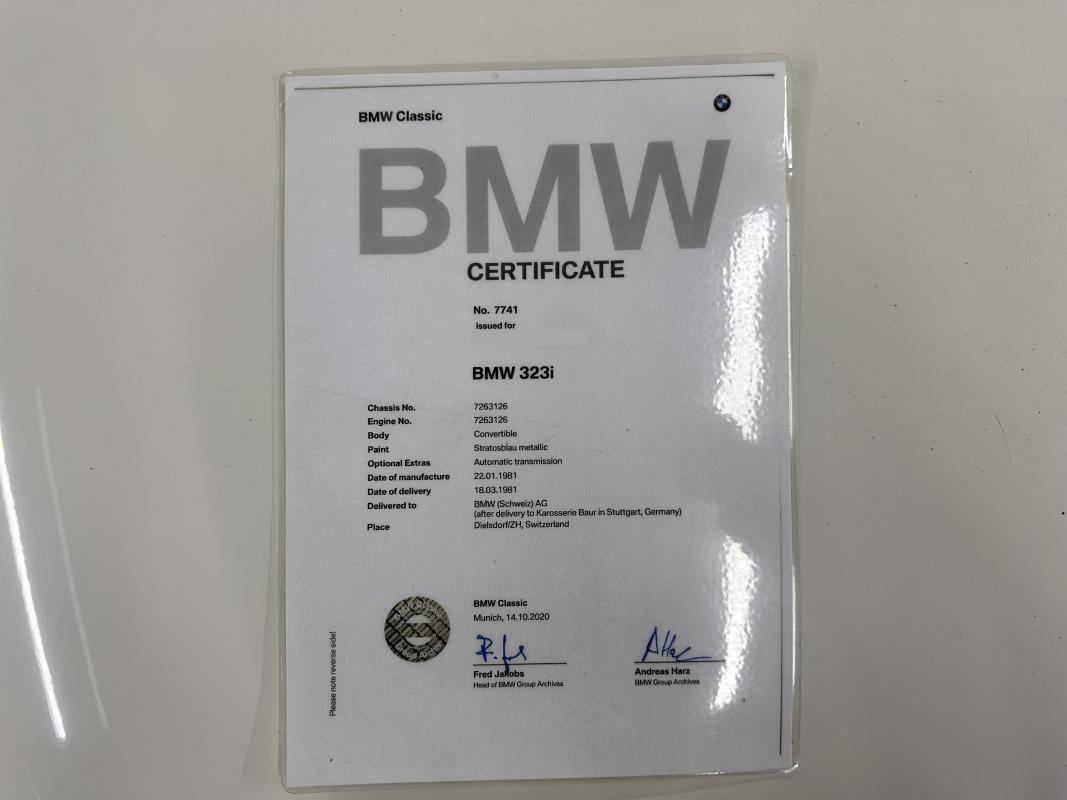 BMW Classic
BMW
CERTIFICATE
No. 7741
issued for
BMW 323i
Chassis No. 7263126
Engine No. 7263126
Body Convertible
Paint Stratosblau metallic
Optional Extras Automatic transmission
Date of manufacture 22.01.1981
Date of delivery 18.03.1981
Delivered to BMW (Schweiz) AG
(after delivery to Karosserie Baur in Stuttgart, Germany)
Place Dielsdorf/ZH, Switzerland
BMW Classic
Munich, 14.10.2020
Fred Jakobs
Head of BMW Group Archives
Andreas Harz
BMW Group Archives
Please note reverse side!